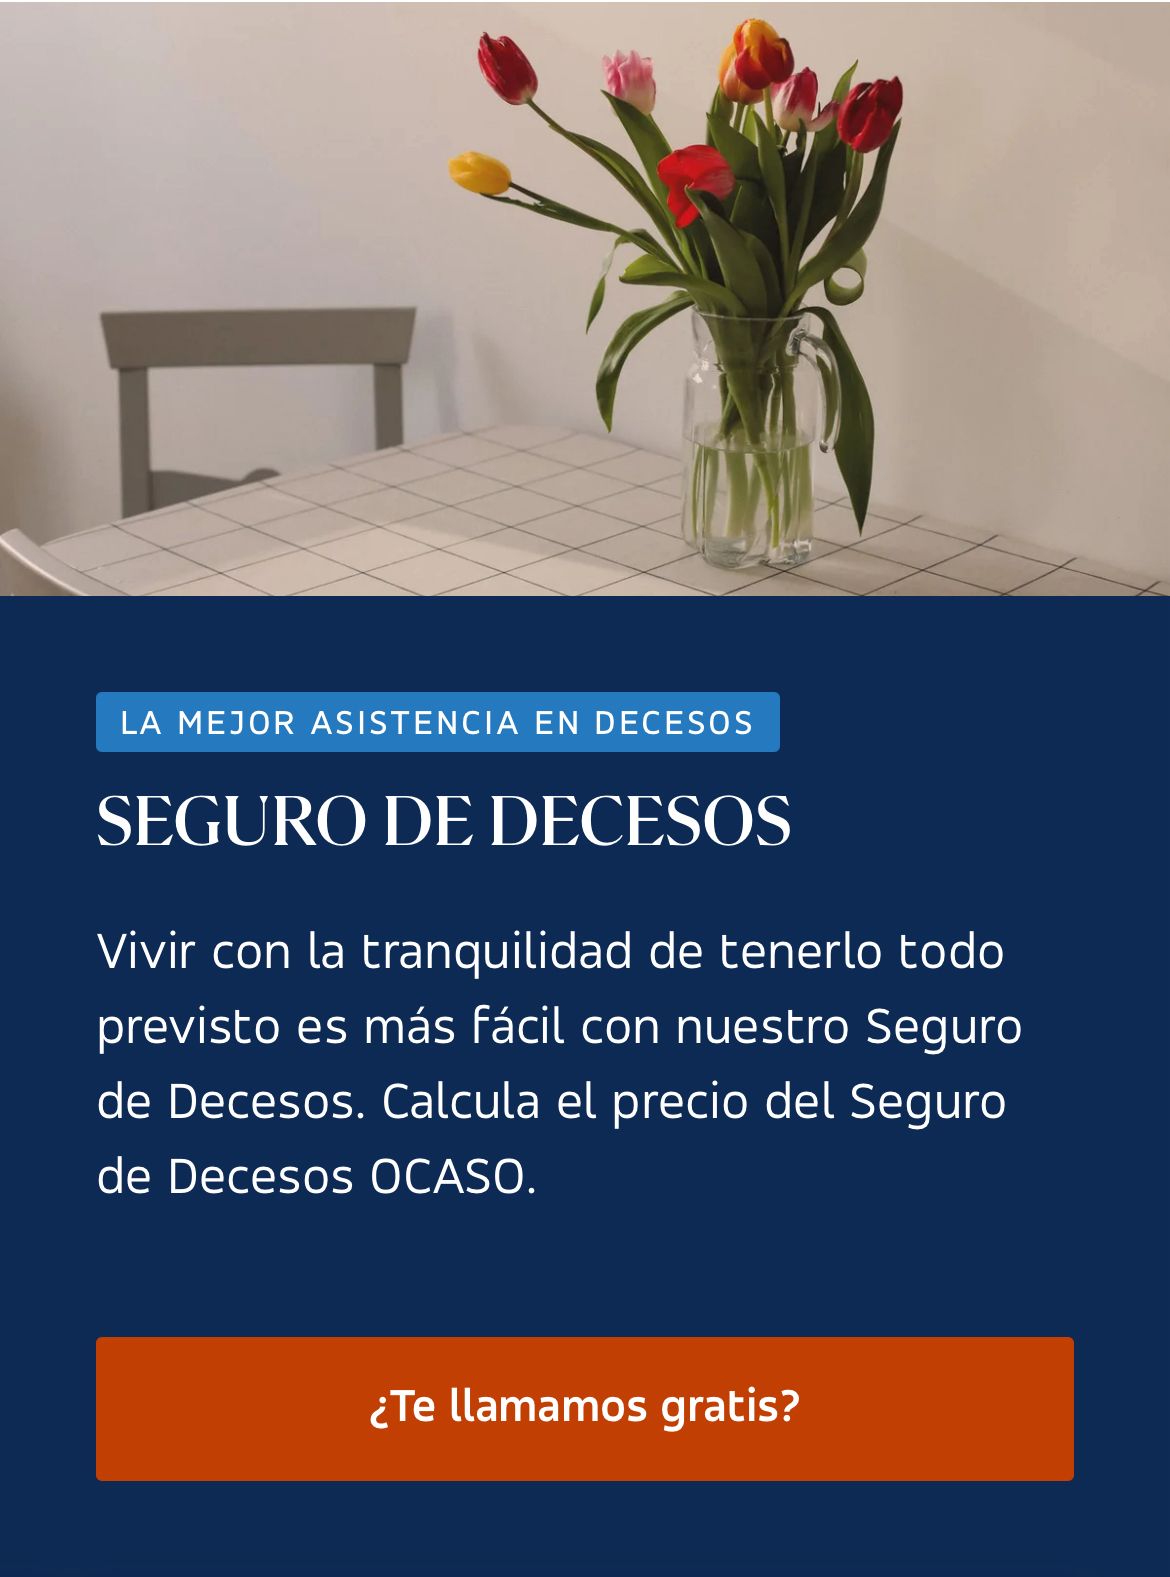 LA MEJOR ASISTENCIA EN DECESOS
SEGURO DE DECESOS
Vivir con la tranquilidad de tenerlo todo
previsto es más fácil con nuestro Seguro
de Decesos. Calcula el precio del Seguro
de Decesos OCASO.
¿Te llamamos gratis?